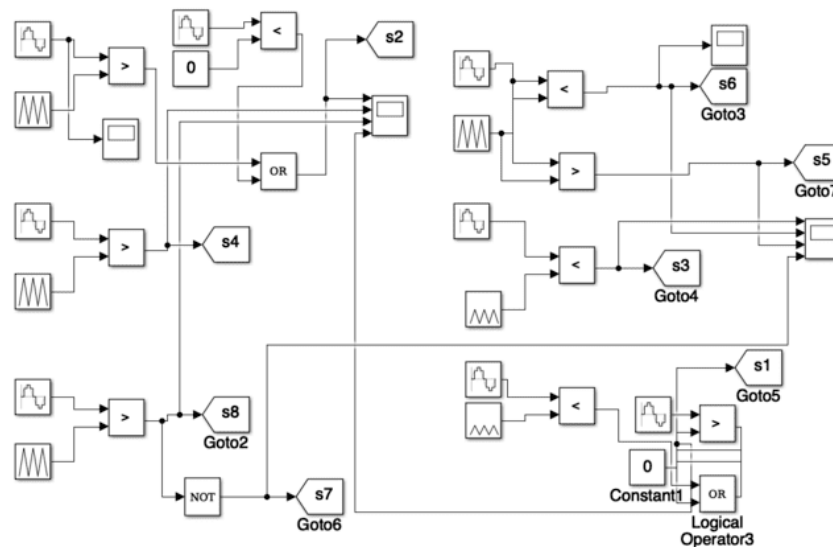 <
s2
>
0
s6
<
Goto3
OR
s5
>
Goto7
>
s4
<
s3
Goto4
s1
<
Goto5
>
s8
>
Goto2
0
Constant1
OR
NOT
s7
Logical
Goto6
Operator3